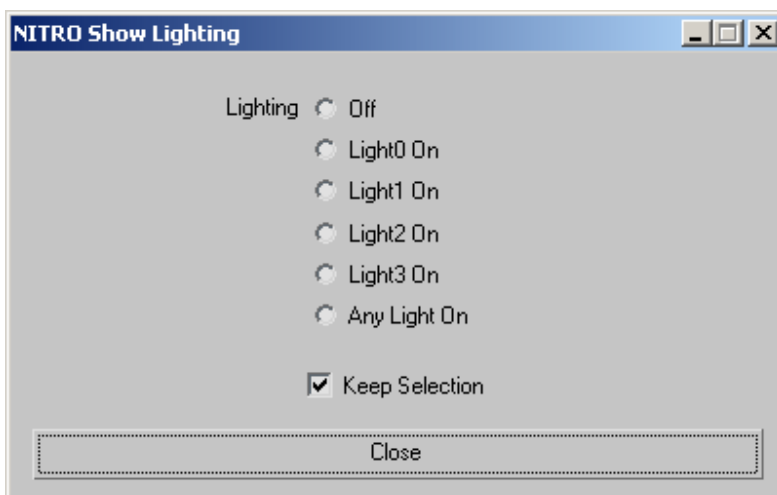 NITRO Show Lighting
Lighting Off
Light0 On
Light1 On
Light2 On
Light3 On
Any Light On
Keep Selection
Close